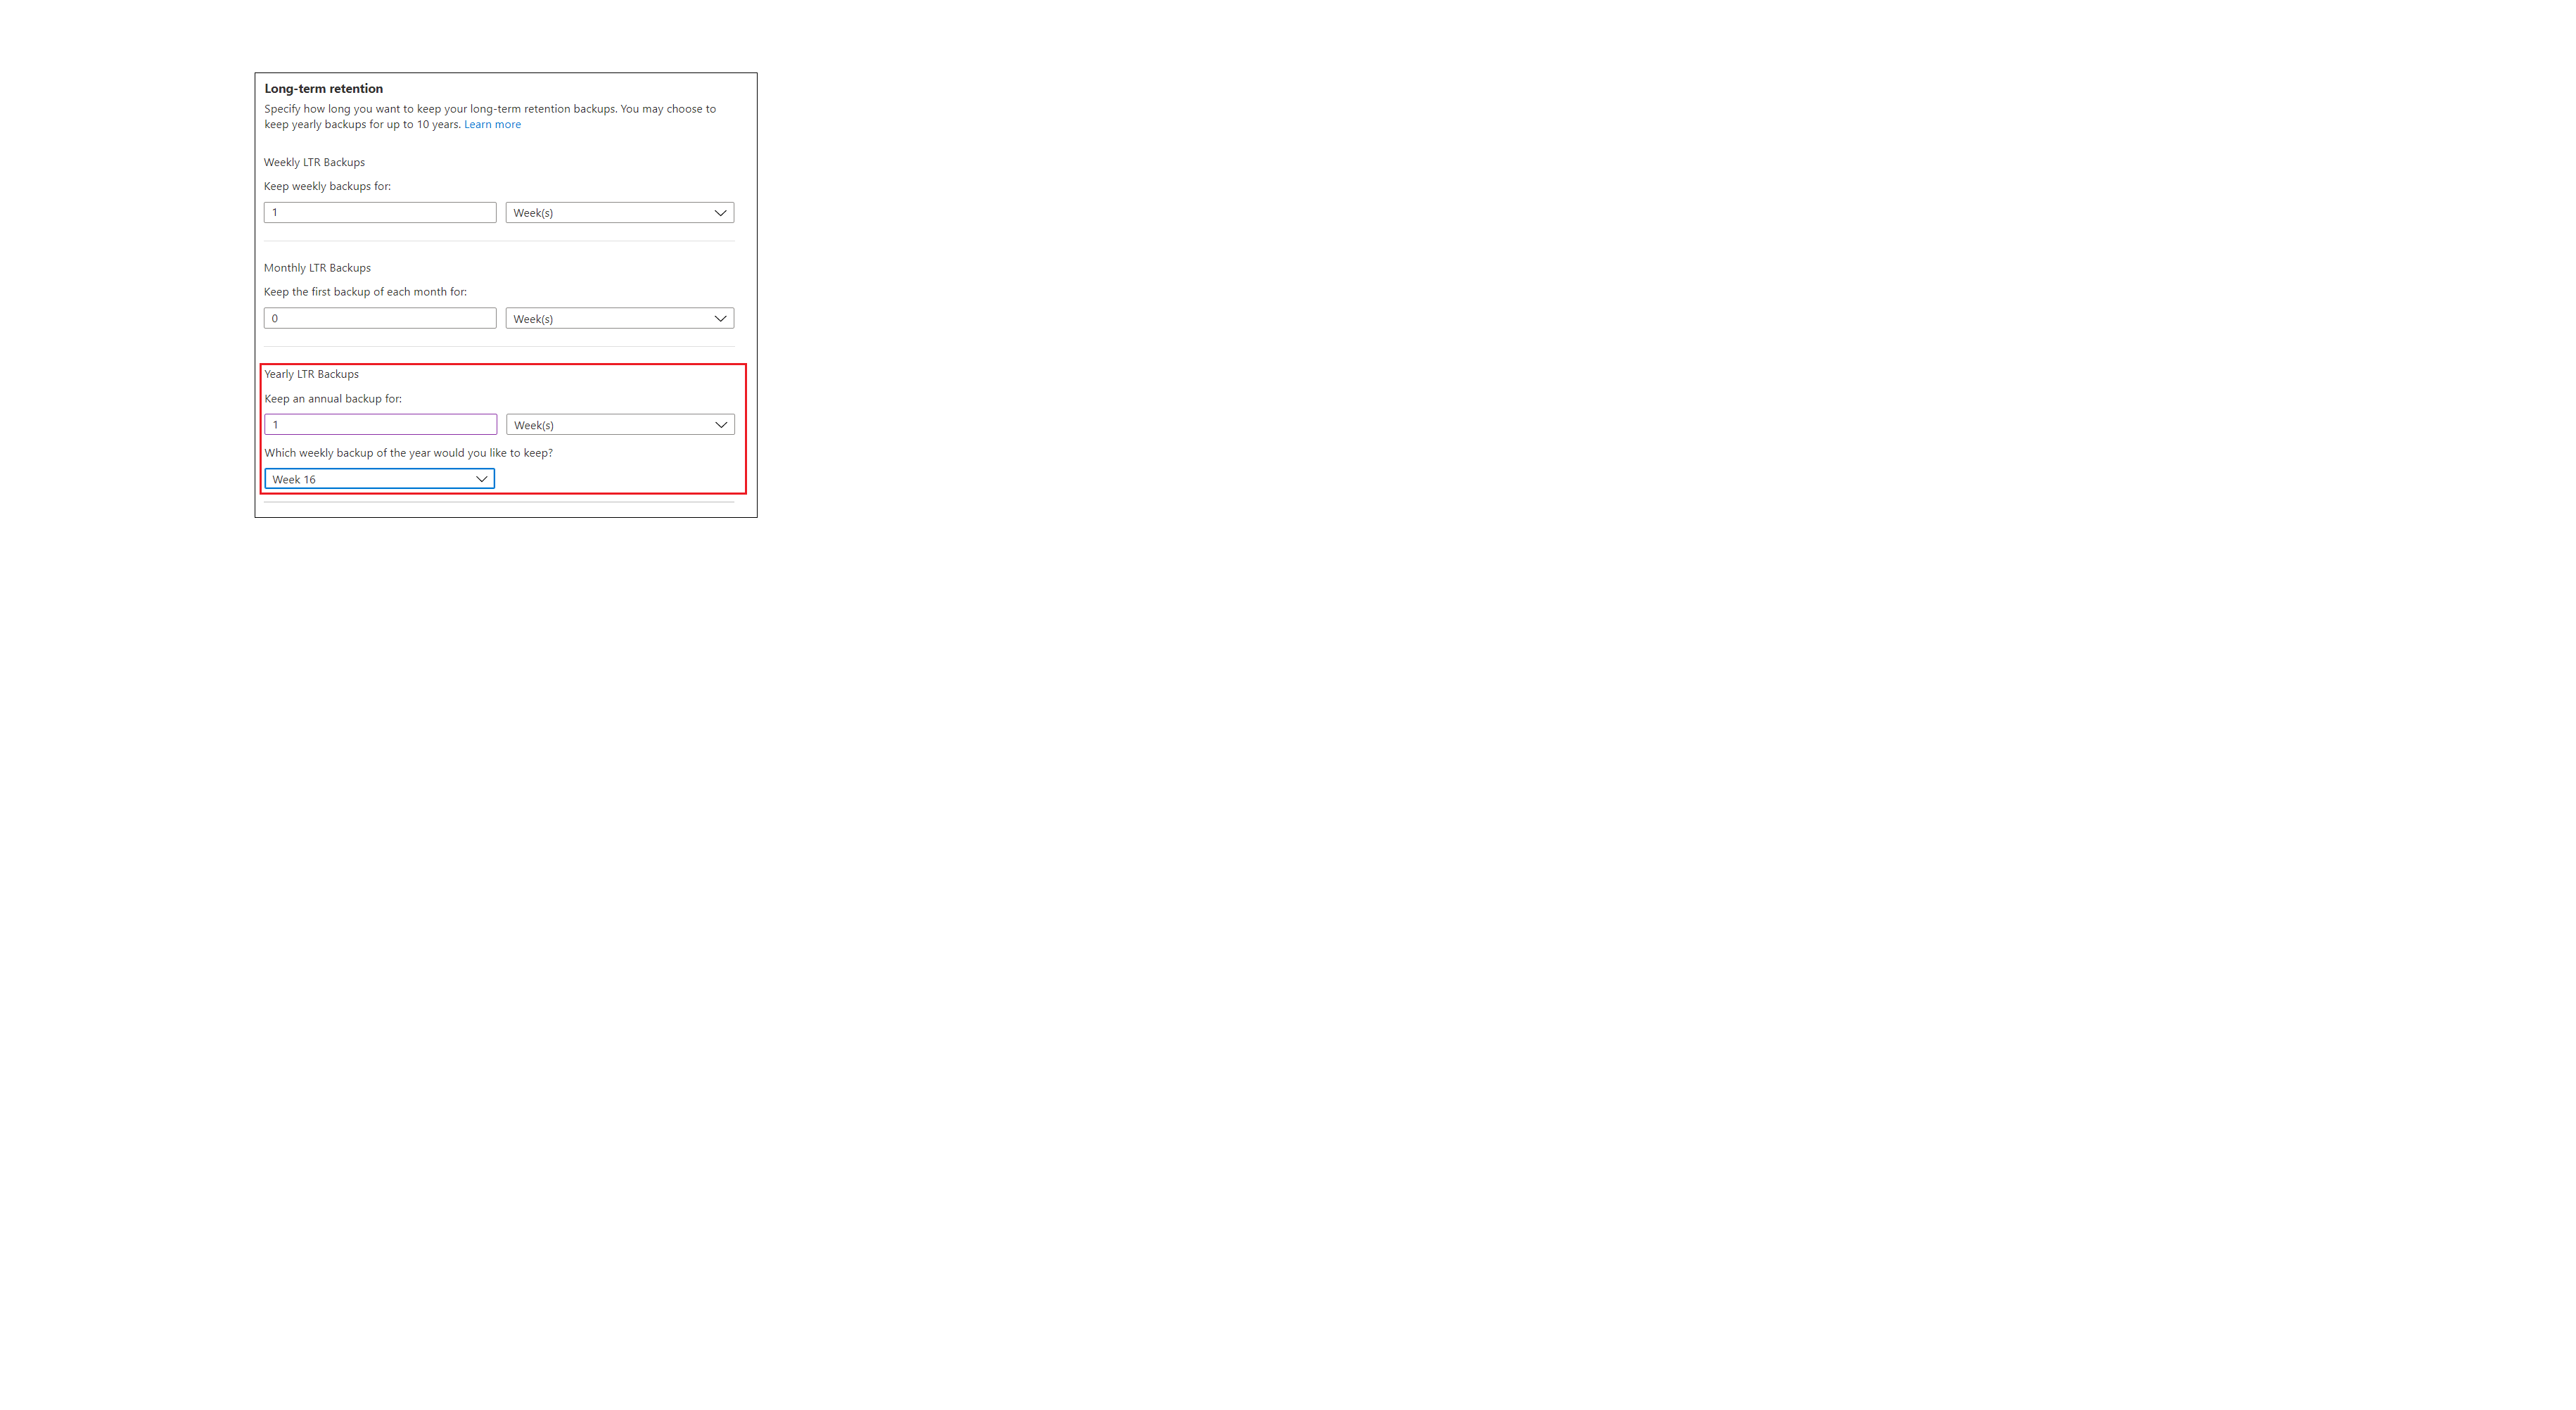 Long-term retention
Specify how long you want to keep your long-term retention backups. You may choose to
keep yearly backups for up to 10 years. Learn more
Weekly LTR Backups
Keep weekly backups for:
1 Week(s)
Monthly LTR Backups
Keep the first backup of each month for:
0 Week(s)
Yearly LTR Backups
Keep an annual backup for:
1 Week(s)
Which weekly backup of the year would you like to keep?
Week 16